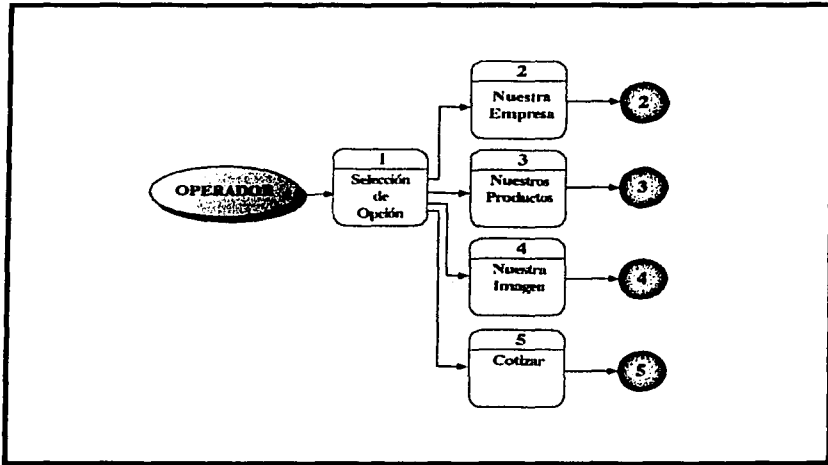 OPERADOR
1
Selección
de
Opción
2
Nuestra
Empresa
2
3
Nuestros
Productos
3
4
Nuestra
Imagen
4
5
Cotizar
5